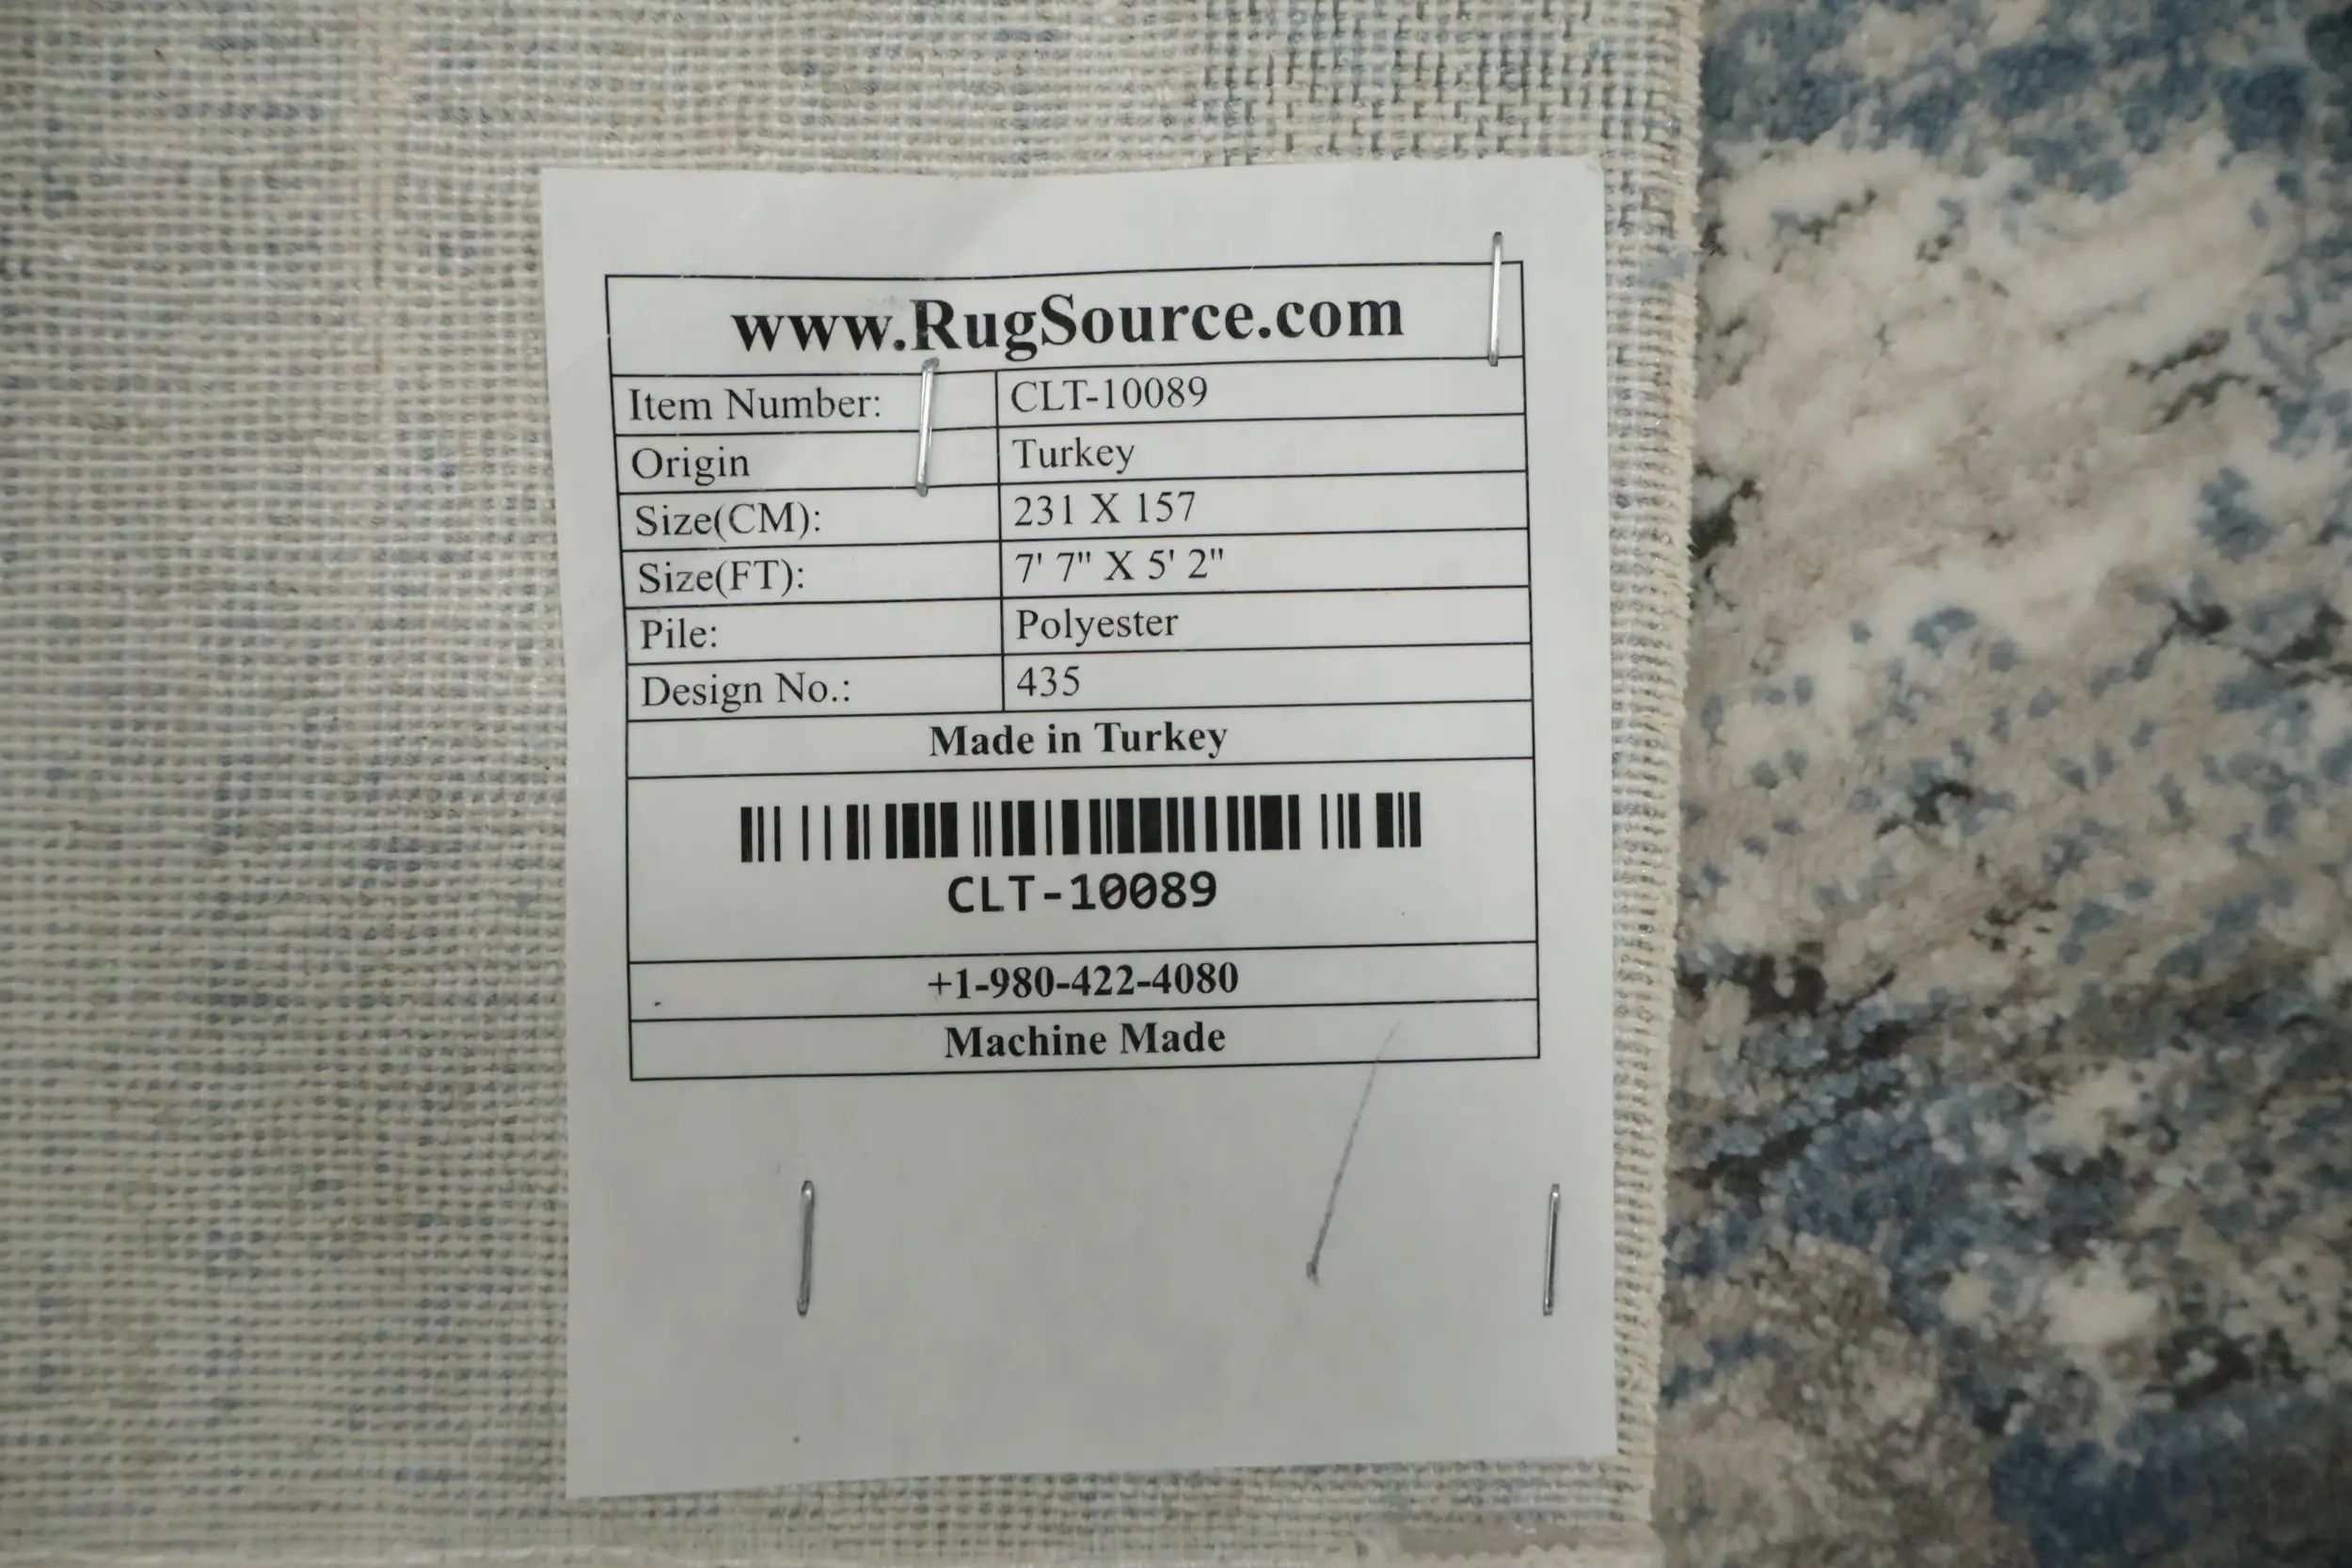 www.RugSource.com
Item Number: CLT-10089
Origin Turkey
Size(CM): 231 X 157
Size(FT): 7' 7" X 5' 2"
Pile: Polyester
Design No.: 435
Made in Turkey
CLT-10089
+1-980-422-4080
Machine Made